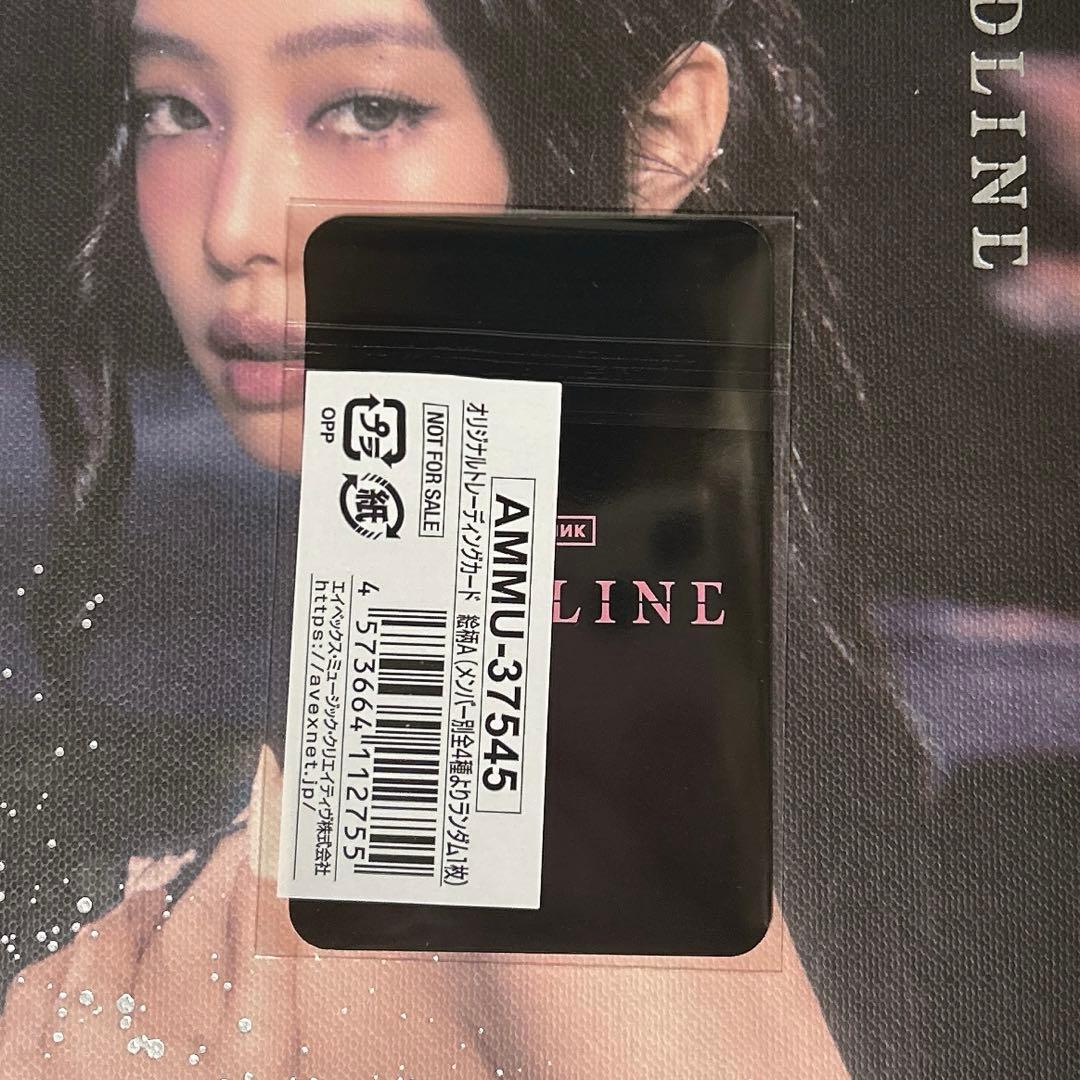 DLINE
ИK
LINE
AMMU-37545
オリジナルトレーディングカード 絵柄A (メンバー別全4種よりランダム1枚)
NOT FOR SALE
プラ
紙
OPP
4 573664 112755
エイベックス・ミュージック・クリエイティヴ株式会社
https://avexnet.jp/